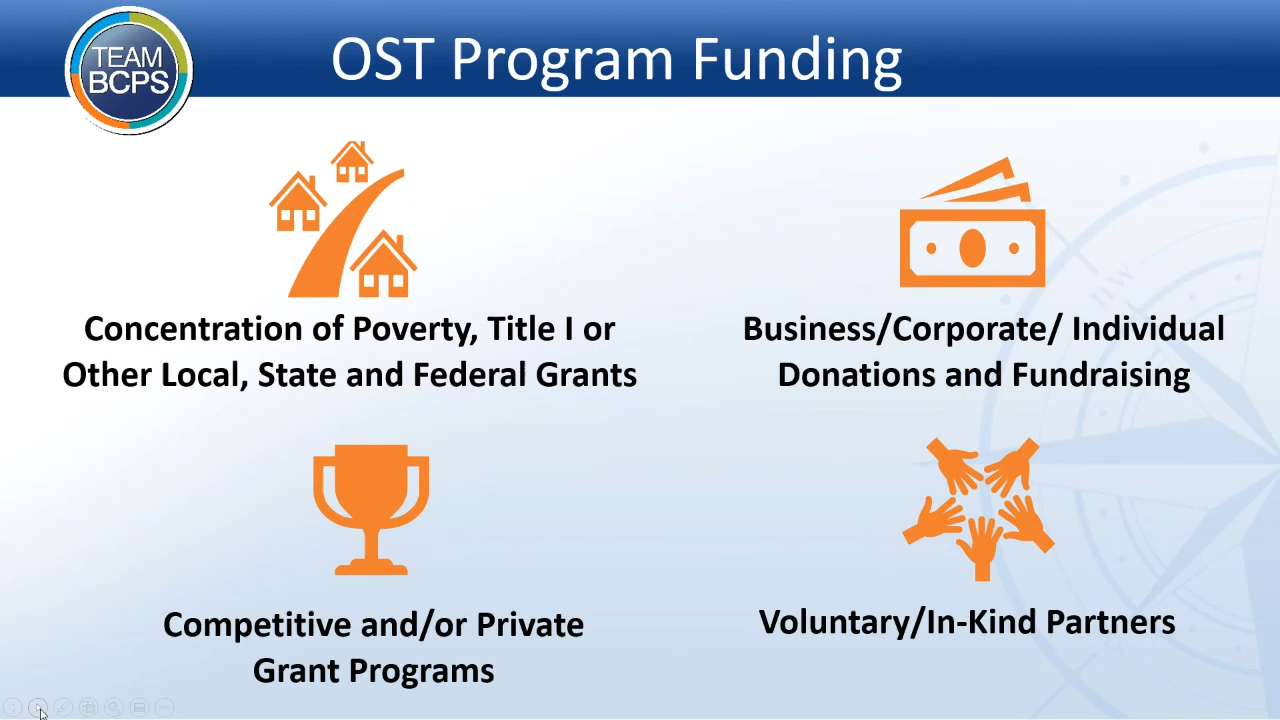 TEAM
BCPS
OST Program Funding
Concentration of Poverty, Title I or
Other Local, State and Federal Grants
Business/Corporate/ Individual
Donations and Fundraising
Competitive and/or Private
Grant Programs
Voluntary/In-Kind Partners